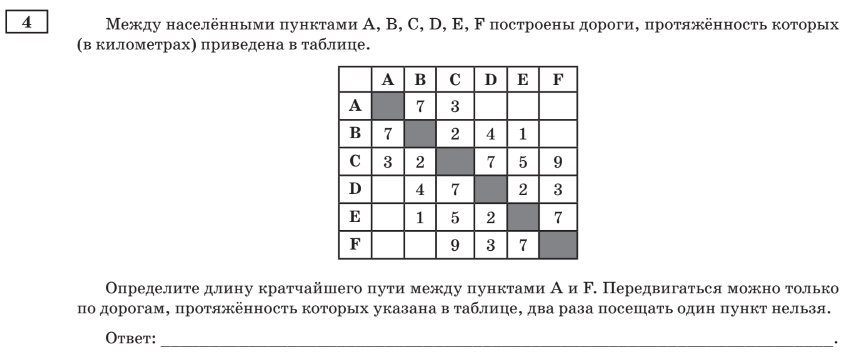 4 Между населёнными пунктами A, B, C, D, E, F построены дороги, протяжённость которых
(в километрах) приведена в таблице.
A B C D E F
A 7 3
B 7 2 4 1
C 3 2 7 5 9
D 4 7 2 3
E 1 5 2 7
F 9 3 7
Определите длину кратчайшего пути между пунктами A и F. Передвигаться можно только
по дорогам, протяжённость которых указана в таблице, два раза посещать один пункт нельзя.
Ответ: ___.